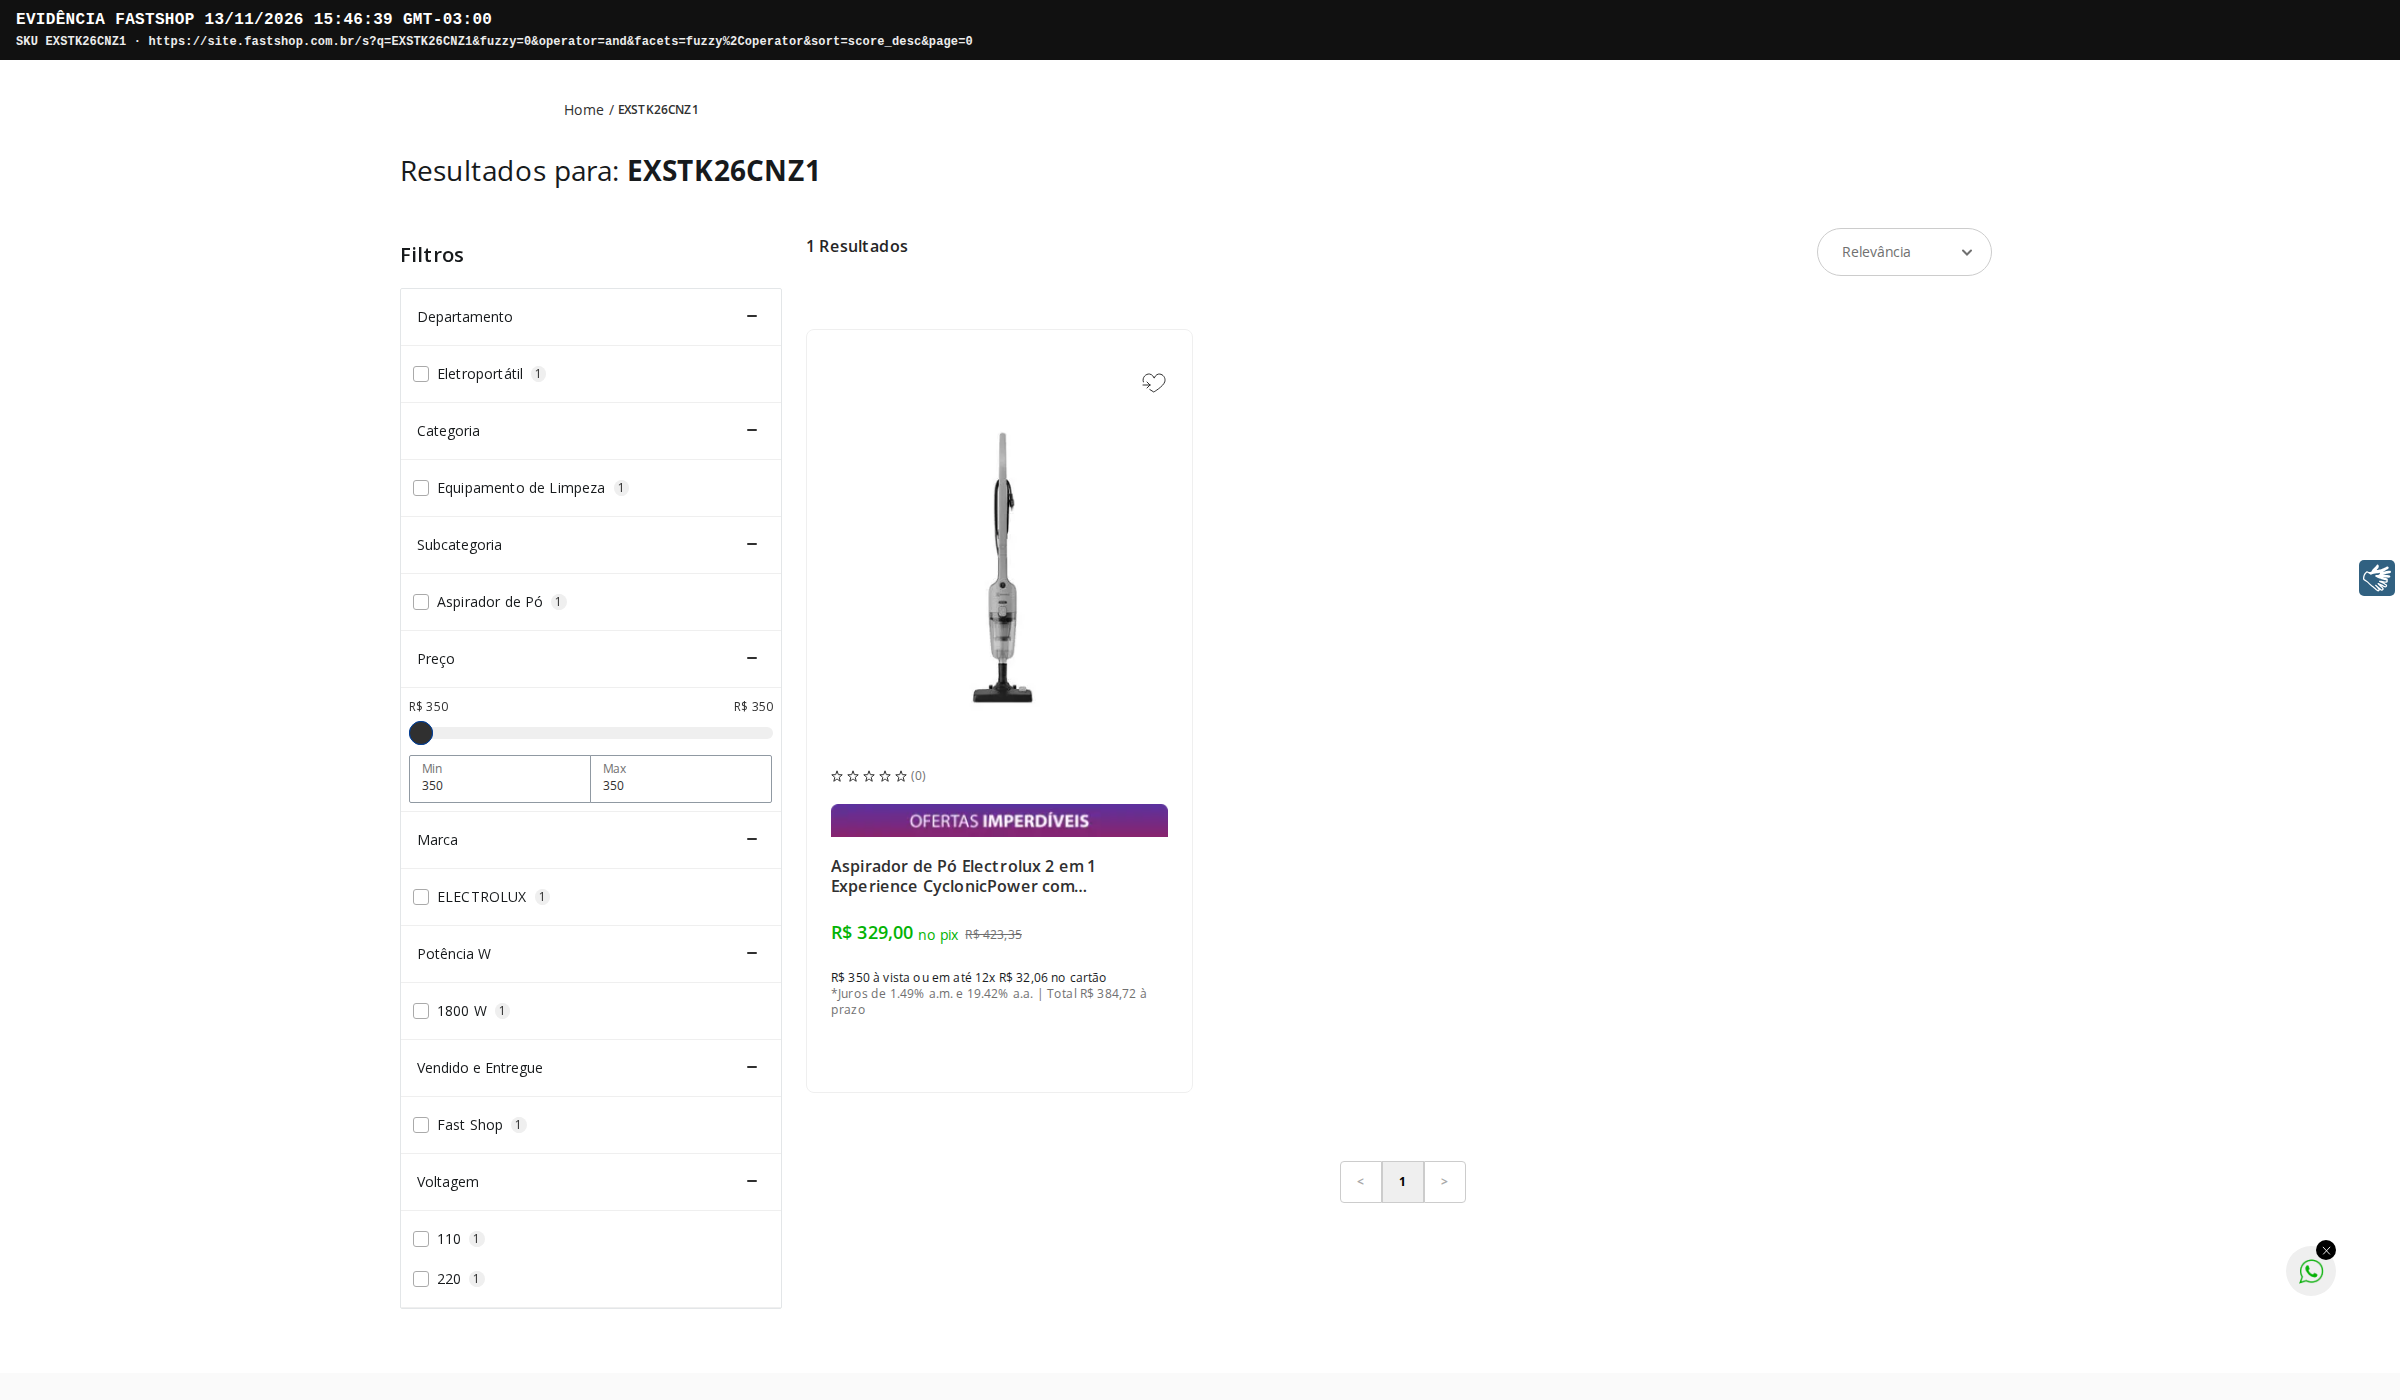 EVIDÊNCIA FASTSHOP 13/11/2026 15:46:39 GMT-03:00
SKU EXSTK26CNZ1 · https://site.fastshop.com.br/s?q=EXSTK26CNZ1&fuzzy=0&operator=and&facets=fuzzy%2Coperator&sort=score_desc&page=0
Home / EXSTK26CNZ1
Resultados para: EXSTK26CNZ1
Filtros
1 Resultados
Relevância
Departamento
Eletroportátil 1
Categoria
Equipamento de Limpeza 1
Subcategoria
Aspirador de Pó 1
Preço
R$ 350 R$ 350
Min Max
350 350
Marca
ELECTROLUX 1
Potência W
1800 W 1
Vendido e Entregue
Fast Shop 1
Voltagem
110 1
220 1
(0)
OFERTAS IMPERDÍVEIS
Aspirador de Pó Electrolux 2 em 1
Experience CyclonicPower com...
R$ 329,00 no pix R$ 423,35
R$ 350 à vista ou em até 12x R$ 32,06 no cartão
*Juros de 1.49% a.m. e 19.42% a.a. | Total R$ 384,72 à
prazo
< 1 >